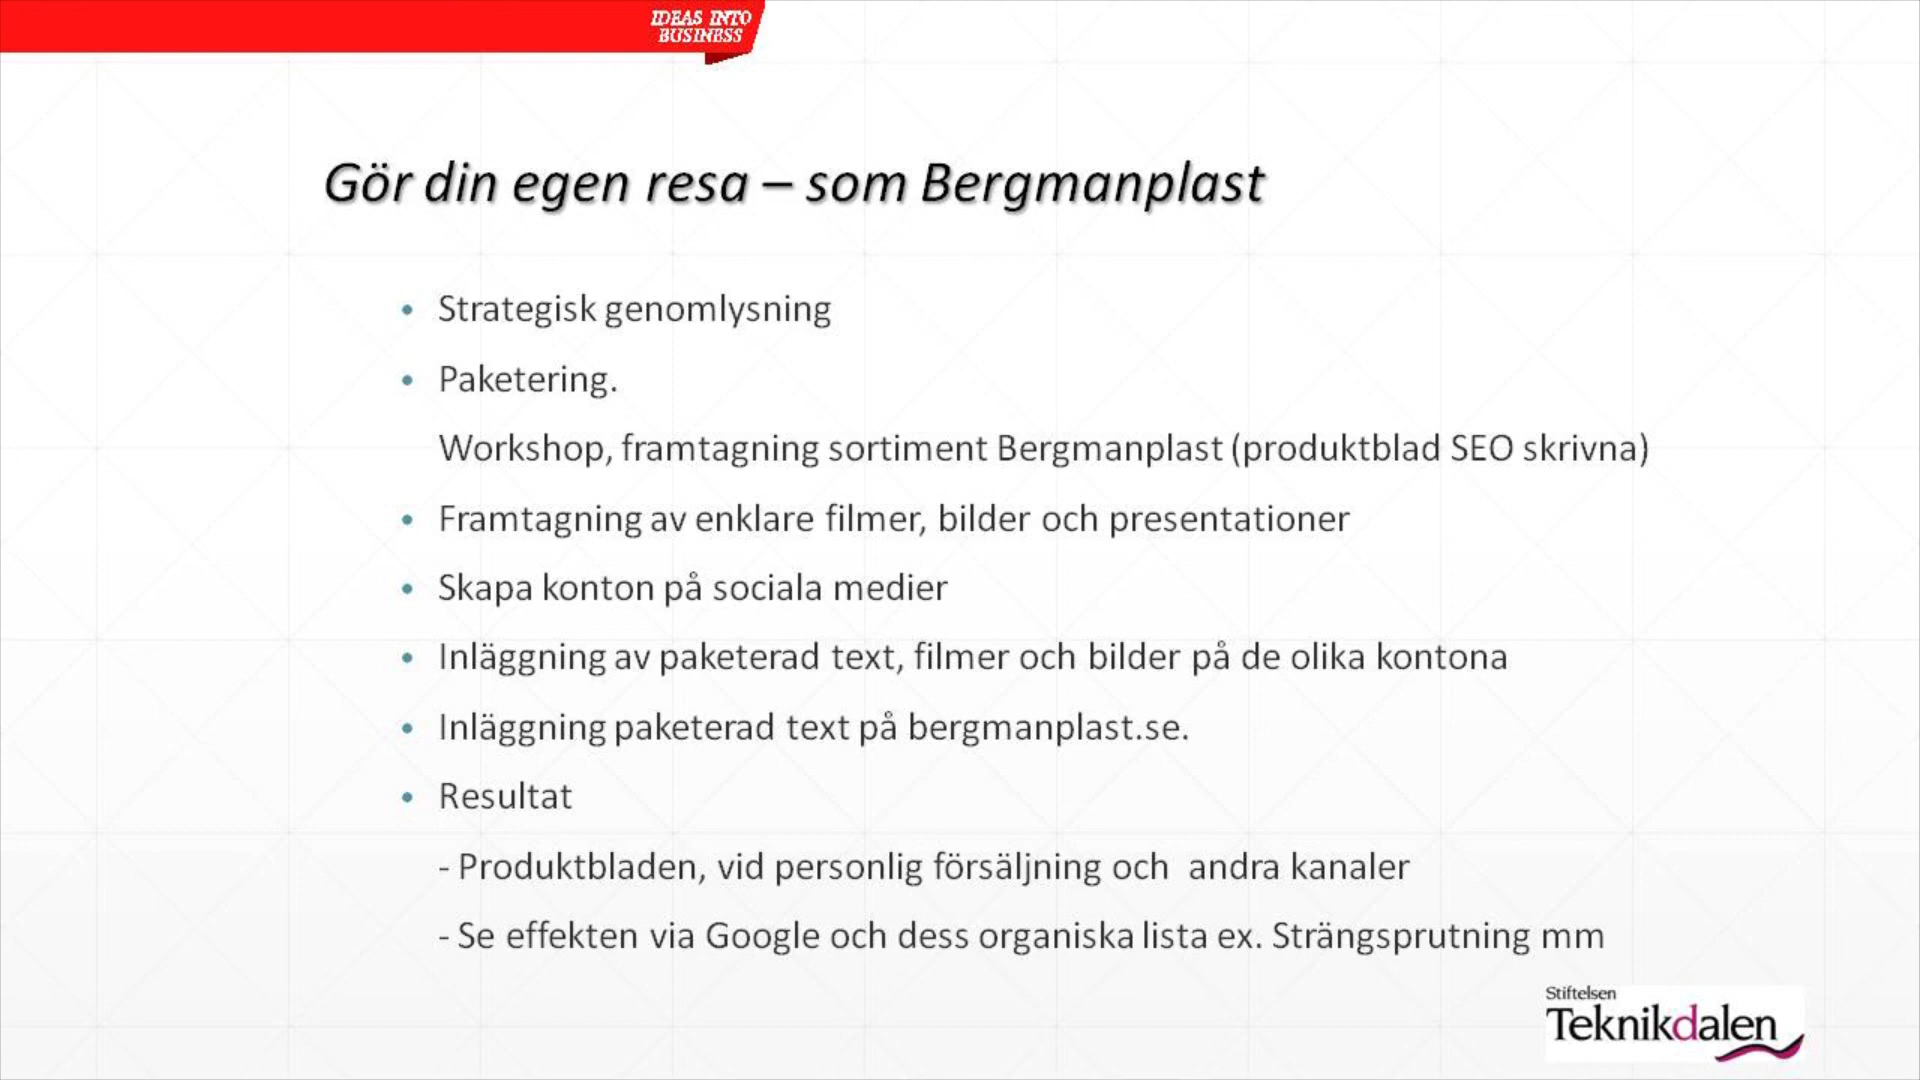 IDEAS INTO
BUSINESS
Gör din egen resa – som Bergmanplast
• Strategisk genomlysning
• Paketering.
Workshop, framtagning sortiment Bergmanplast (produktblad SEO skrivna)
• Framtagning av enklare filmer, bilder och presentationer
• Skapa konton på sociala medier
• Inläggning av paketerad text, filmer och bilder på de olika kontona
• Inläggning paketerad text på bergmanplast.se.
• Resultat
- Produktbladen, vid personlig försäljning och  andra kanaler
- Se effekten via Google och dess organiska lista ex. Strängsprutning mm
Stiftelsen
Teknikdalen